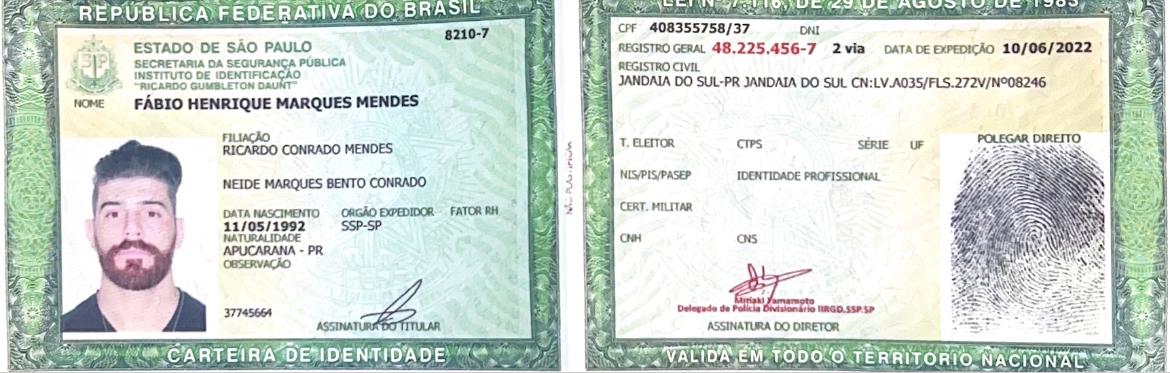 REPÚBLICA FEDERATIVA DO BRASIL
8210-7
ESTADO DE SÃO PAULO
SECRETARIA DA SEGURANÇA PÚBLICA
INSTITUTO DE IDENTIFICAÇÃO
"RICARDO GUMBLETON DAUNT"
NOME FÁBIO HENRIQUE MARQUES MENDES
FILIAÇÃO
RICARDO CONRADO MENDES
NEIDE MARQUES BENTO CONRADO
DATA NASCIMENTO ORGÃO EXPEDIDOR FATOR RH
11/05/1992 SSP-SP
NATURALIDADE
APUCARANA - PR
OBSERVAÇÃO
37745664
ASSINATURA DO TITULAR
CARTEIRA DE IDENTIDADE
LEI Nº 7.116, DE 29 DE AGOSTO DE 1983
CPF 408355758/37 DNI
REGISTRO GERAL 48.225.456-7 2 via DATA DE EXPEDIÇÃO 10/06/2022
REGISTRO CIVIL
JANDAIA DO SUL-PR JANDAIA DO SUL CN:LV.A035/FLS.272V/Nº08246
T. ELEITOR CTPS SÉRIE UF POLEGAR DIREITO
NIS/PIS/PASEP IDENTIDADE PROFISSIONAL
CERT. MILITAR
CNH CNS
Mitiaki Yamamoto
Delegado de Polícia Divisionário IIRGD.SSP.SP
ASSINATURA DO DIRETOR
VALIDA EM TODO O TERRITÓRIO NACIONAL